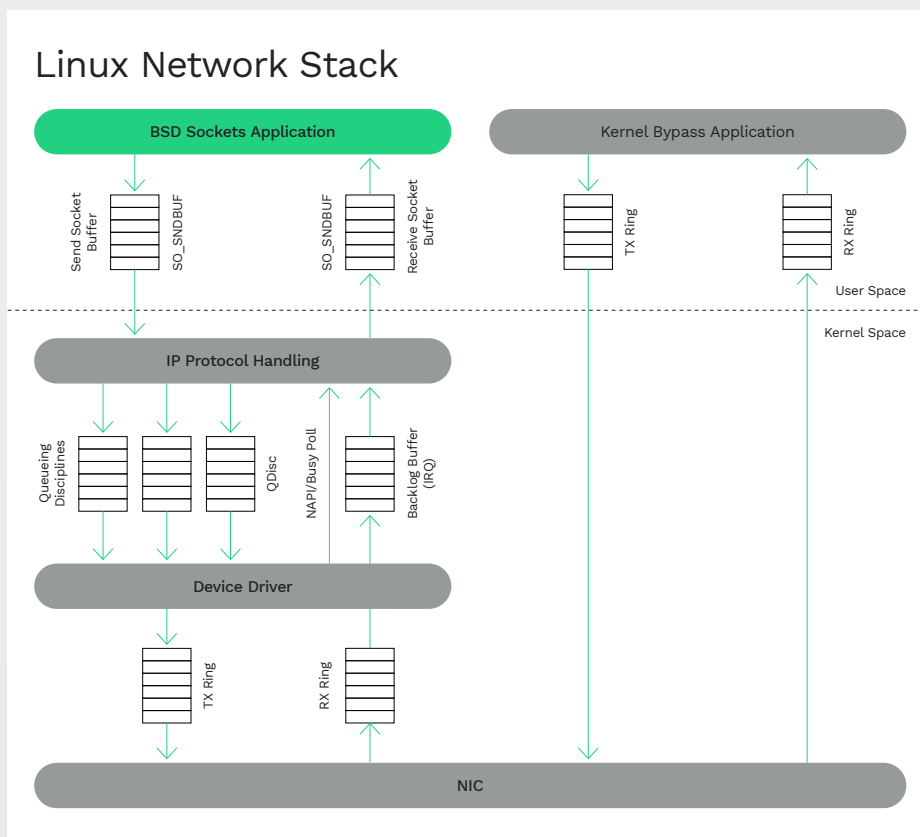 Linux Network Stack
BSD Sockets Application
Kernel Bypass Application
Send Socket
Buffer
SO_SNDBUF
SO_SNDBUF
Receive Socket
Buffer
TX Ring
RX Ring
User Space
Kernel Space
IP Protocol Handling
Queueing
Disciplines
QDisc
NAPI/Busy Poll
Backlog Buffer
(IRQ)
Device Driver
TX Ring
RX Ring
NIC